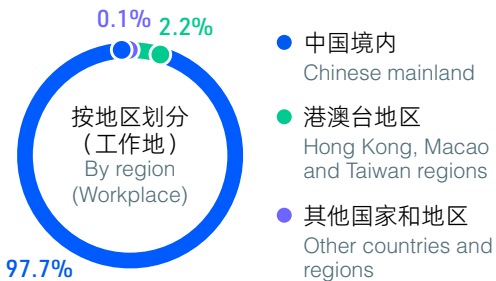 0.1%
2.2%
按地区划分
（工作地）
By region
(Workplace)
97.7%
中国境内
Chinese mainland
港澳台地区
Hong Kong, Macao
and Taiwan regions
其他国家和地区
Other countries and
regions